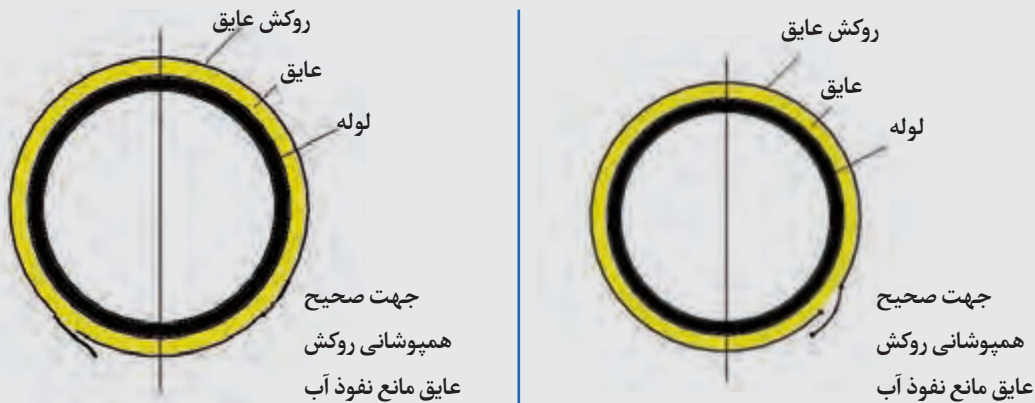 روکش عایق
عایق
لوله
جهت صحیح
همپوشانی روکش
عایق مانع نفوذ آب
روکش عایق
عایق
لوله
جهت صحیح
همپوشانی روکش
عایق مانع نفوذ آب